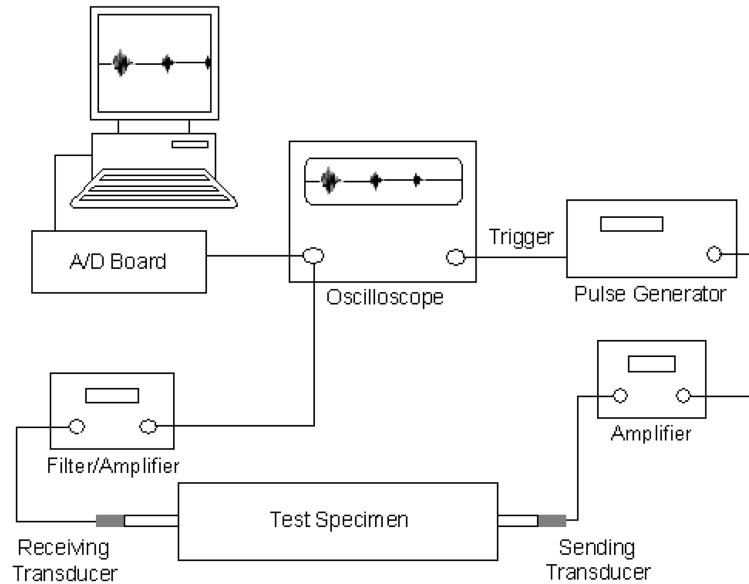 A/D Board
Trigger
Oscilloscope
Pulse Generator
Amplifier
Filter/Amplifier
Test Specimen
Receiving
Transducer
Sending
Transducer